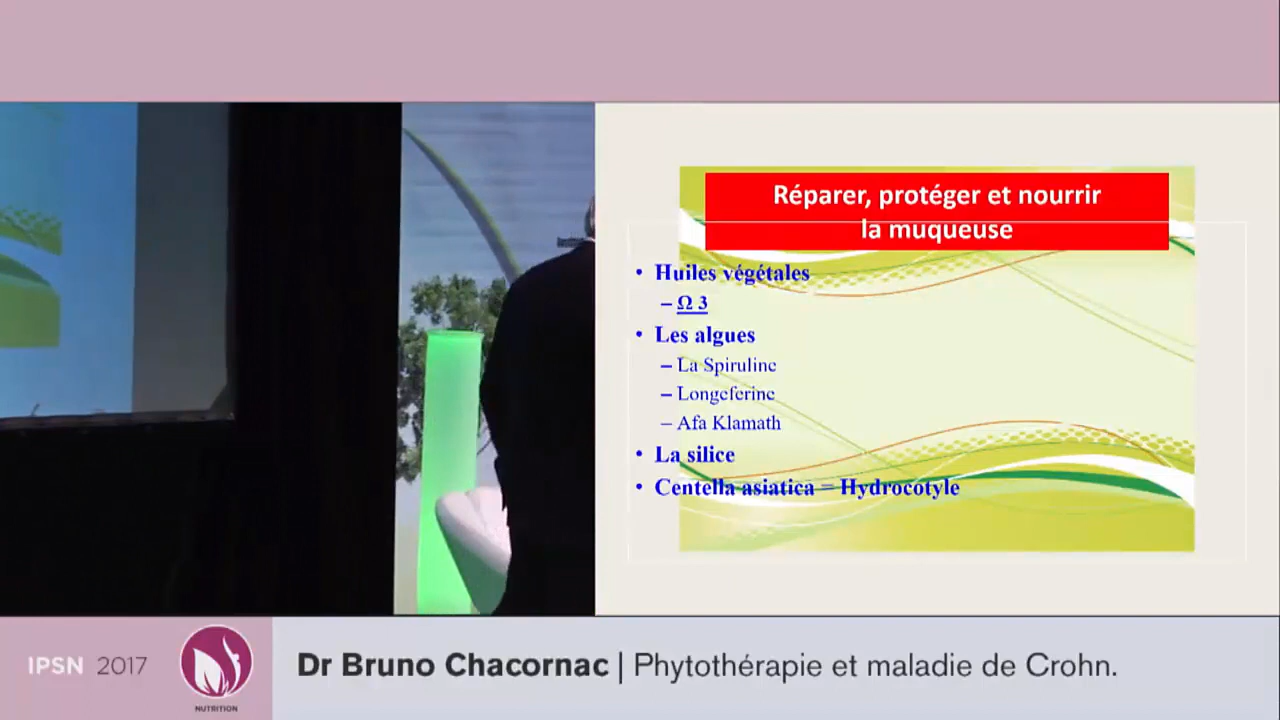 Réparer, protéger et nourrir
la muqueuse
• Huiles végétales
– Ω 3
• Les algues
– La Spiruline
– Longeferine
– Afa Klamath
• La silice
• Centella asiatica = Hydrocotyle
IPSN 2017
NUTRITION
Dr Bruno Chacornac | Phytothérapie et maladie de Crohn.